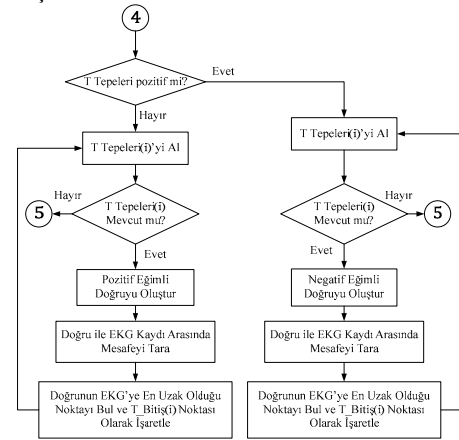 4
T Tepeleri pozitif mi?
Evet
Hayır
T Tepeleri(i)'yi Al
T Tepeleri(i)'yi Al
Hayır
T Tepeleri(i)
Mevcut mu?
5
Evet
T Tepeleri(i)
Mevcut mu?
Hayır
5
Evet
Pozitif Eğimli
Doğruyu Oluştur
Negatif Eğimli
Doğruyu Oluştur
Doğru ile EKG Kaydı Arasında
Mesafeyi Tara
Doğru ile EKG Kaydı Arasında
Mesafeyi Tara
Doğrunun EKG'ye En Uzak Olduğu
Noktayı Bul ve T_Bitiş(i) Noktası
Olarak İşaretle
Doğrunun EKG'ye En Uzak Olduğu
Noktayı Bul ve T_Bitiş(i) Noktası
Olarak İşaretle